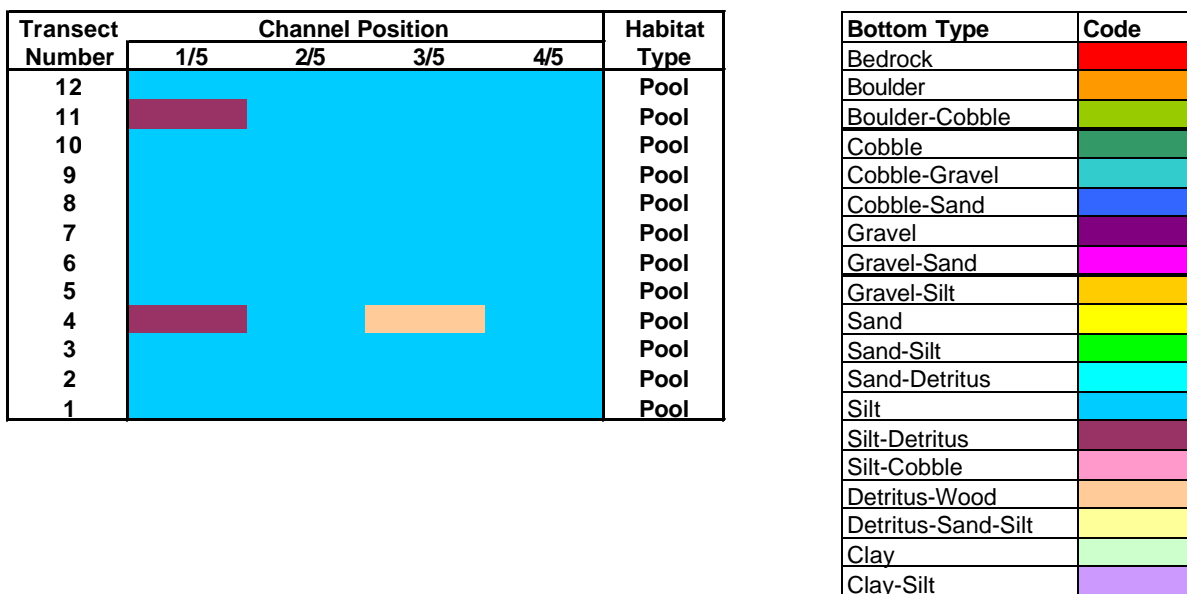 Transect Channel Position Habitat
Number 1/5 2/5 3/5 4/5 Type
12 Pool
11 Pool
10 Pool
9 Pool
8 Pool
7 Pool
6 Pool
5 Pool
4 Pool
3 Pool
2 Pool
1 Pool
Bottom Type Code
Bedrock
Boulder
Boulder-Cobble
Cobble
Cobble-Gravel
Cobble-Sand
Gravel
Gravel-Sand
Gravel-Silt
Sand
Sand-Silt
Sand-Detritus
Silt
Silt-Detritus
Silt-Cobble
Detritus-Wood
Detritus-Sand-Silt
Clay
Clay-Silt